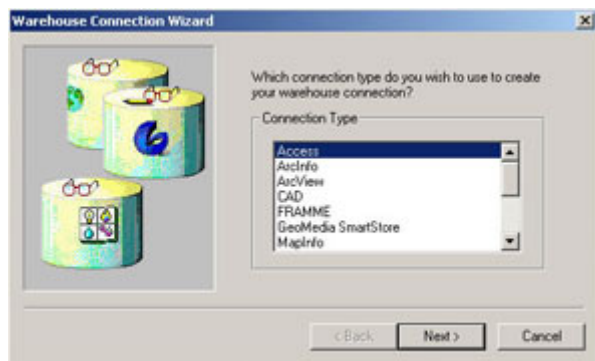 Warehouse Connection Wizard
Which connection type do you wish to use to create
your warehouse connection?
Connection Type
Access
ArcInfo
ArcView
CAD
FRAMME
GeoMedia SmartStore
MapInfo
< Back
Next >
Cancel